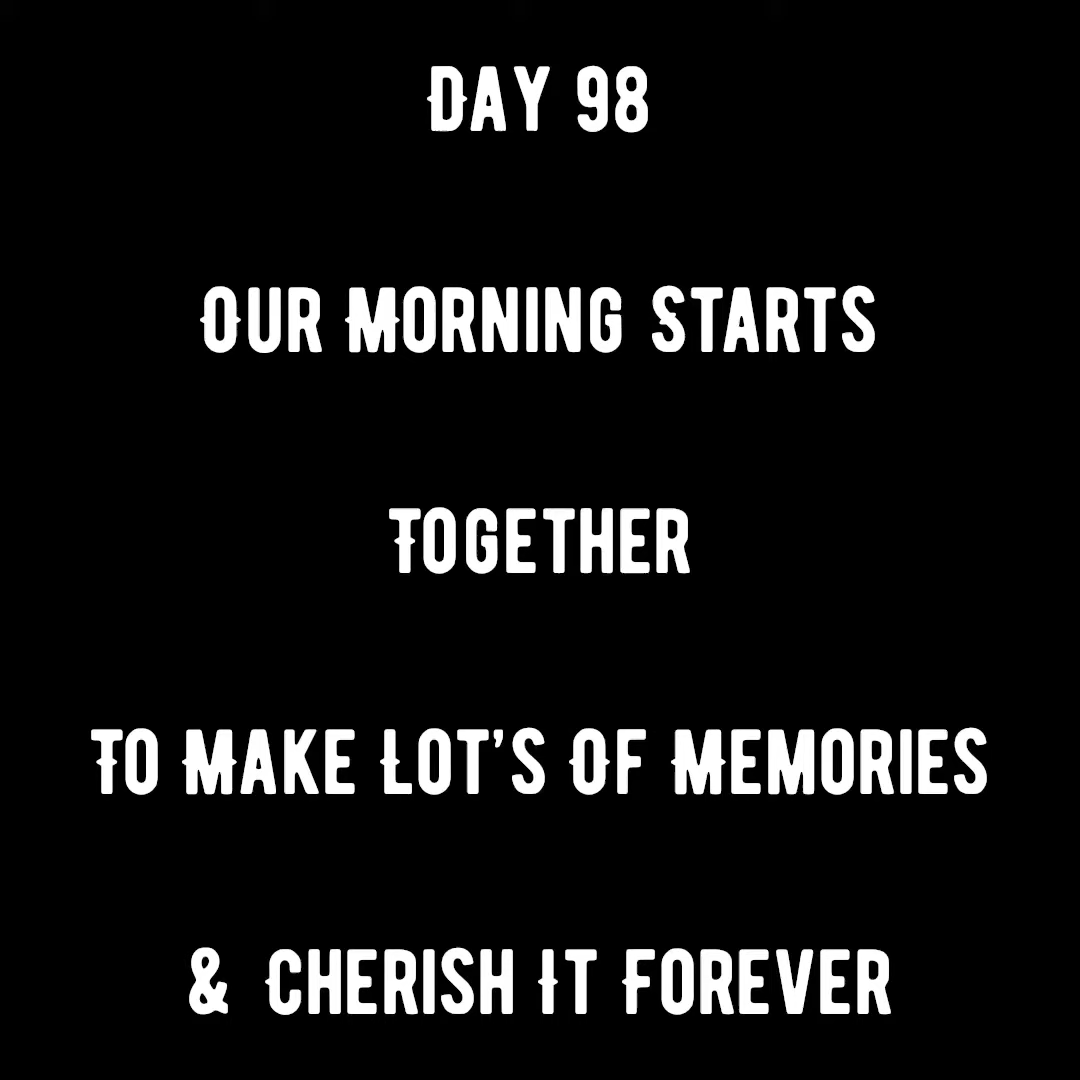 Day 98
Our Morning Starts
Together
To Make Lot's Of Memories
& Cherish It Forever